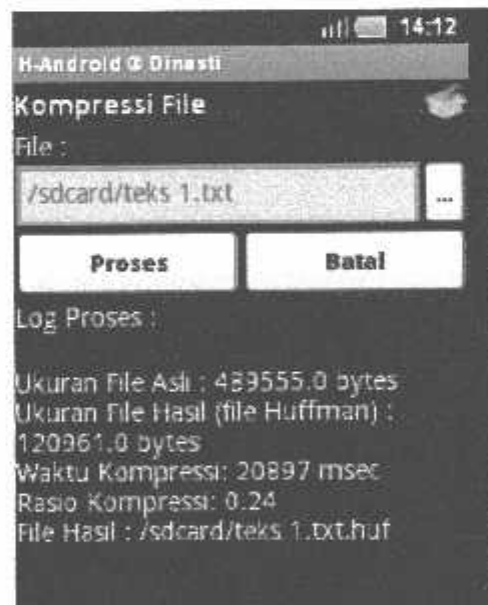 14:12
H-Android @ Dinasti
Kompressi File
File :
/sdcard/teks 1.txt
...
Proses Batal
Log Proses :
Ukuran File Asli : 489555.0 bytes
Ukuran File Hasil (file Huffman) :
120961.0 bytes
Waktu Kompressi: 20897 msec
Rasio Kompressi: 0.24
File Hasil : /sdcard/teks 1.txt.huf